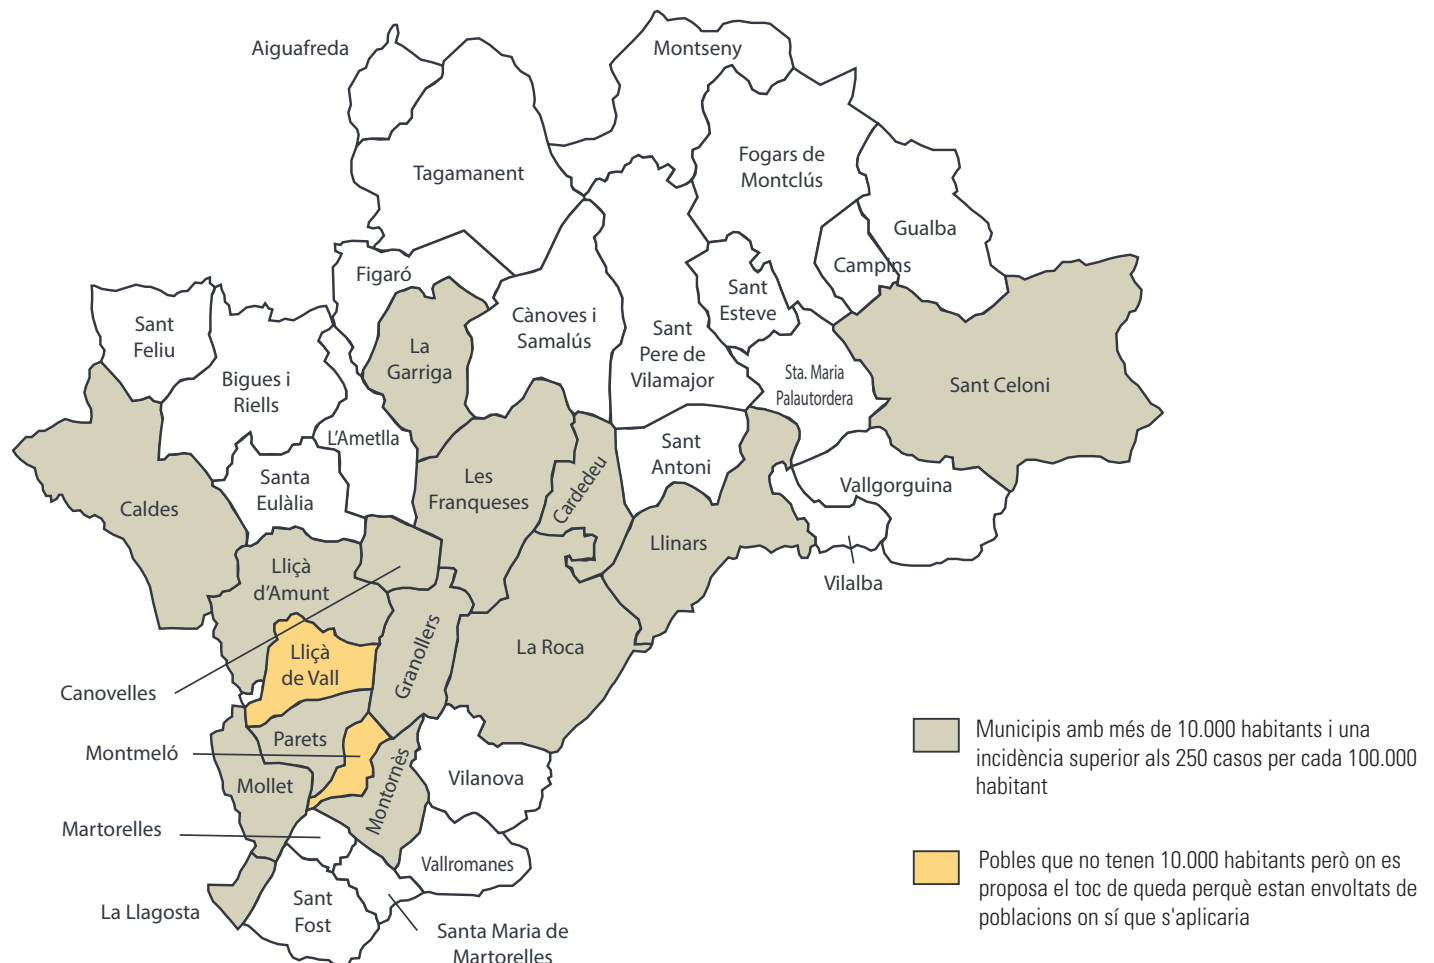 Aiguafreda
Montseny
Tagamanent
Fogars de
Montclús
Gualba
Campins
Figaró
Sant
Esteve
Cànoves i
Samalús
Sant
Pere de
Vilamajor
Sant
Feliu
La
Garriga
Bigues i
Riells
Sta. Maria
Palautordera
Sant Celoni
L'Ametlla
Sant
Antoni
Santa
Eulàlia
Les
Franqueses
Cardedeu
Vallgorguina
Caldes
Llinars
Vilalba
Lliçà
d'Amunt
Granollers
La Roca
Lliçà
de Vall
Canovelles
Parets
Montmeló
Mollet
Montornès
Vilanova
Martorelles
Vallromanes
La Llagosta
Sant
Fost
Santa Maria de
Martorelles
Municipis amb més de 10.000 habitants i una
incidència superior als 250 casos per cada 100.000
habitant
Pobles que no tenen 10.000 habitants però on es
proposa el toc de queda perquè estan envoltats de
poblacions on sí que s'aplicaria